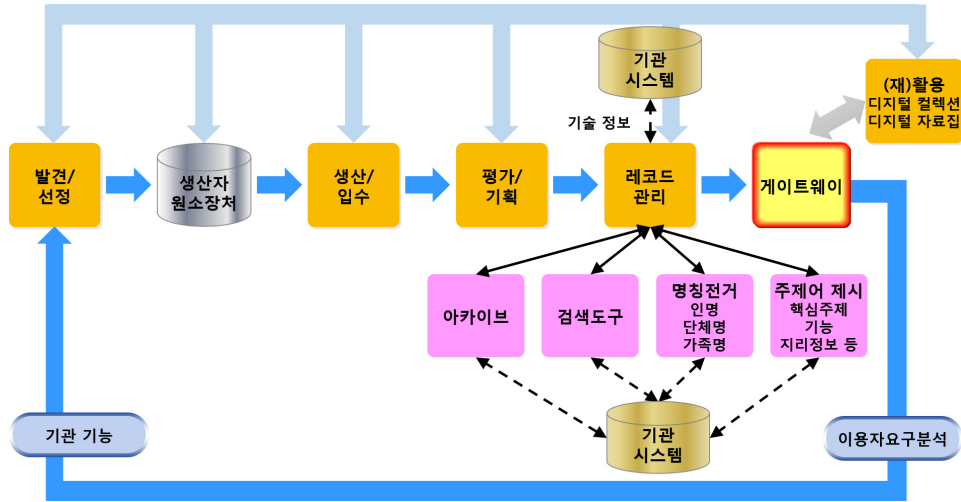 기관
시스템
(재)활용
디지털 컬렉션
디지털 자료집
기술 정보
발견/
선정
생산자
원소장처
생산/
입수
평가/
기획
레코드
관리
게이트웨이
아카이브
검색도구
명칭전거
인명
단체명
가족명
주제어 제시
핵심주제
기능
지리정보 등
기관
시스템
기관 기능
이용자요구분석